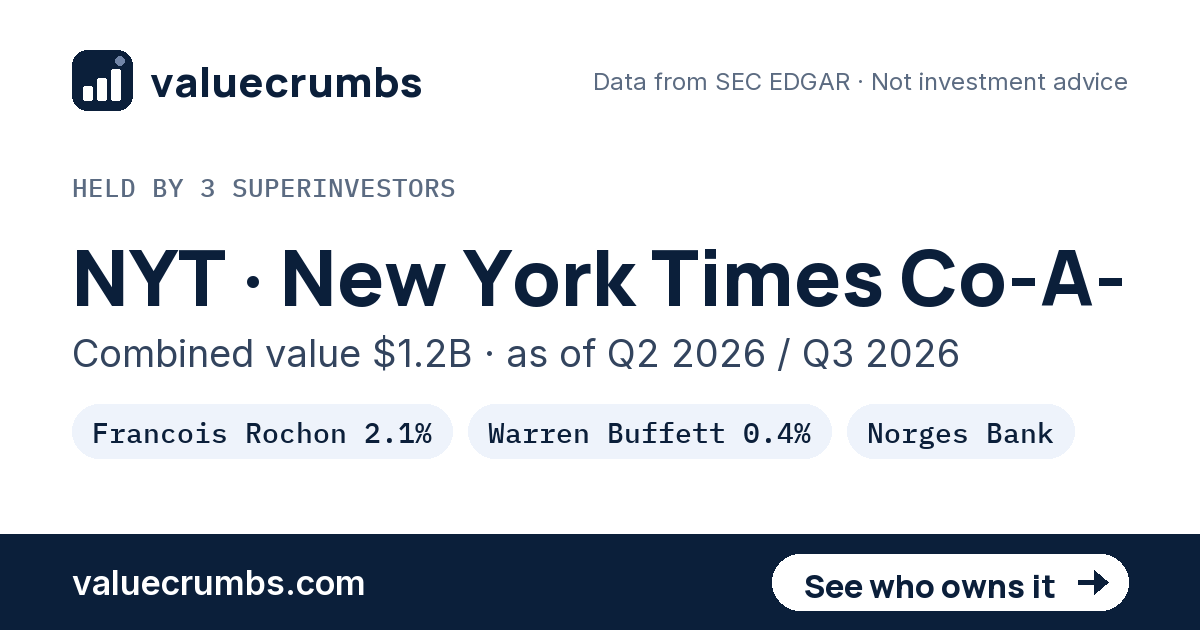 valuecrumbs
Data from SEC EDGAR · Not investment advice
HELD BY 3 SUPERINVESTORS
NYT · New York Times Co-A-
Combined value $1.2B · as of Q2 2026 / Q3 2026
Francois Rochon 2.1%
Warren Buffett 0.4%
Norges Bank
valuecrumbs.com
See who owns it →